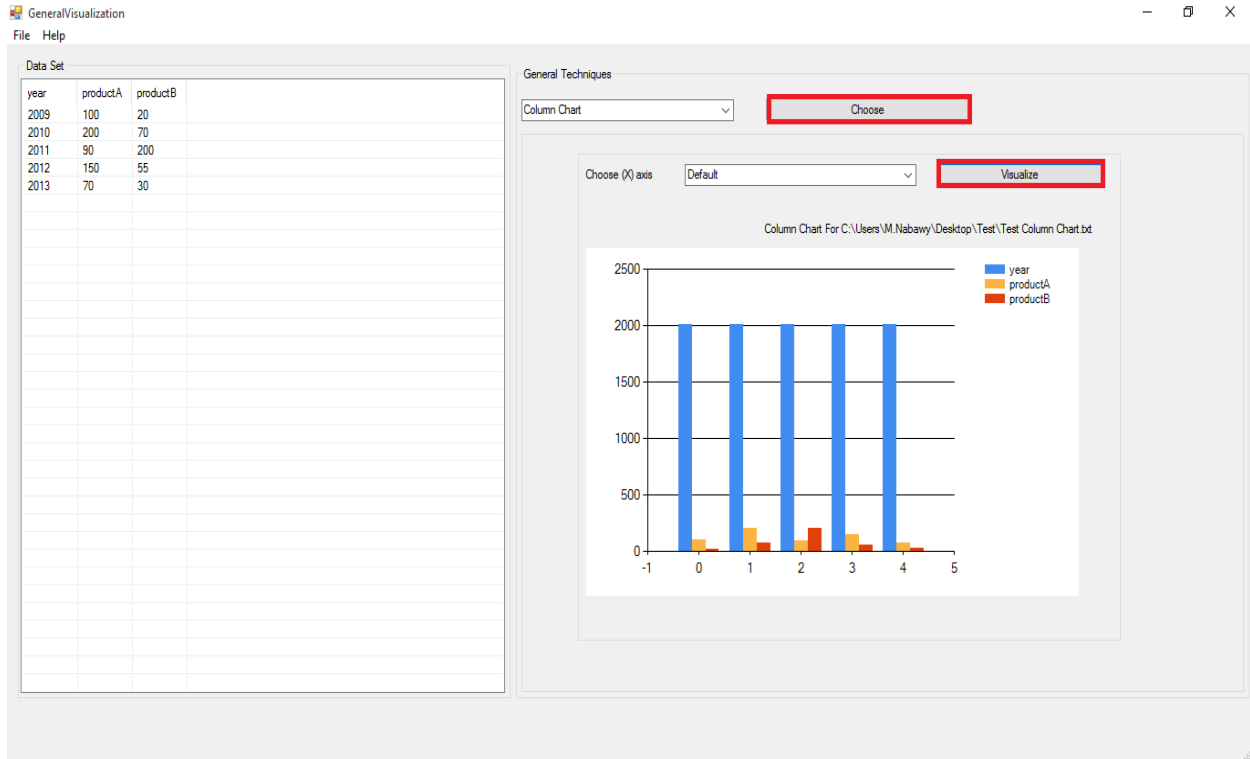 GeneralVisualization
File Help
Data Set
year productA productB
2009 100 20
2010 200 70
2011 90 200
2012 150 55
2013 70 30
General Techniques
Column Chart Choose
Choose (X) axis Default Visualize
Column Chart For C:\Users\M.Nabawy\Desktop\Test\Test Column Chart.txt
2500
2000
1500
1000
500
0
-1 0 1 2 3 4 5
year
productA
productB